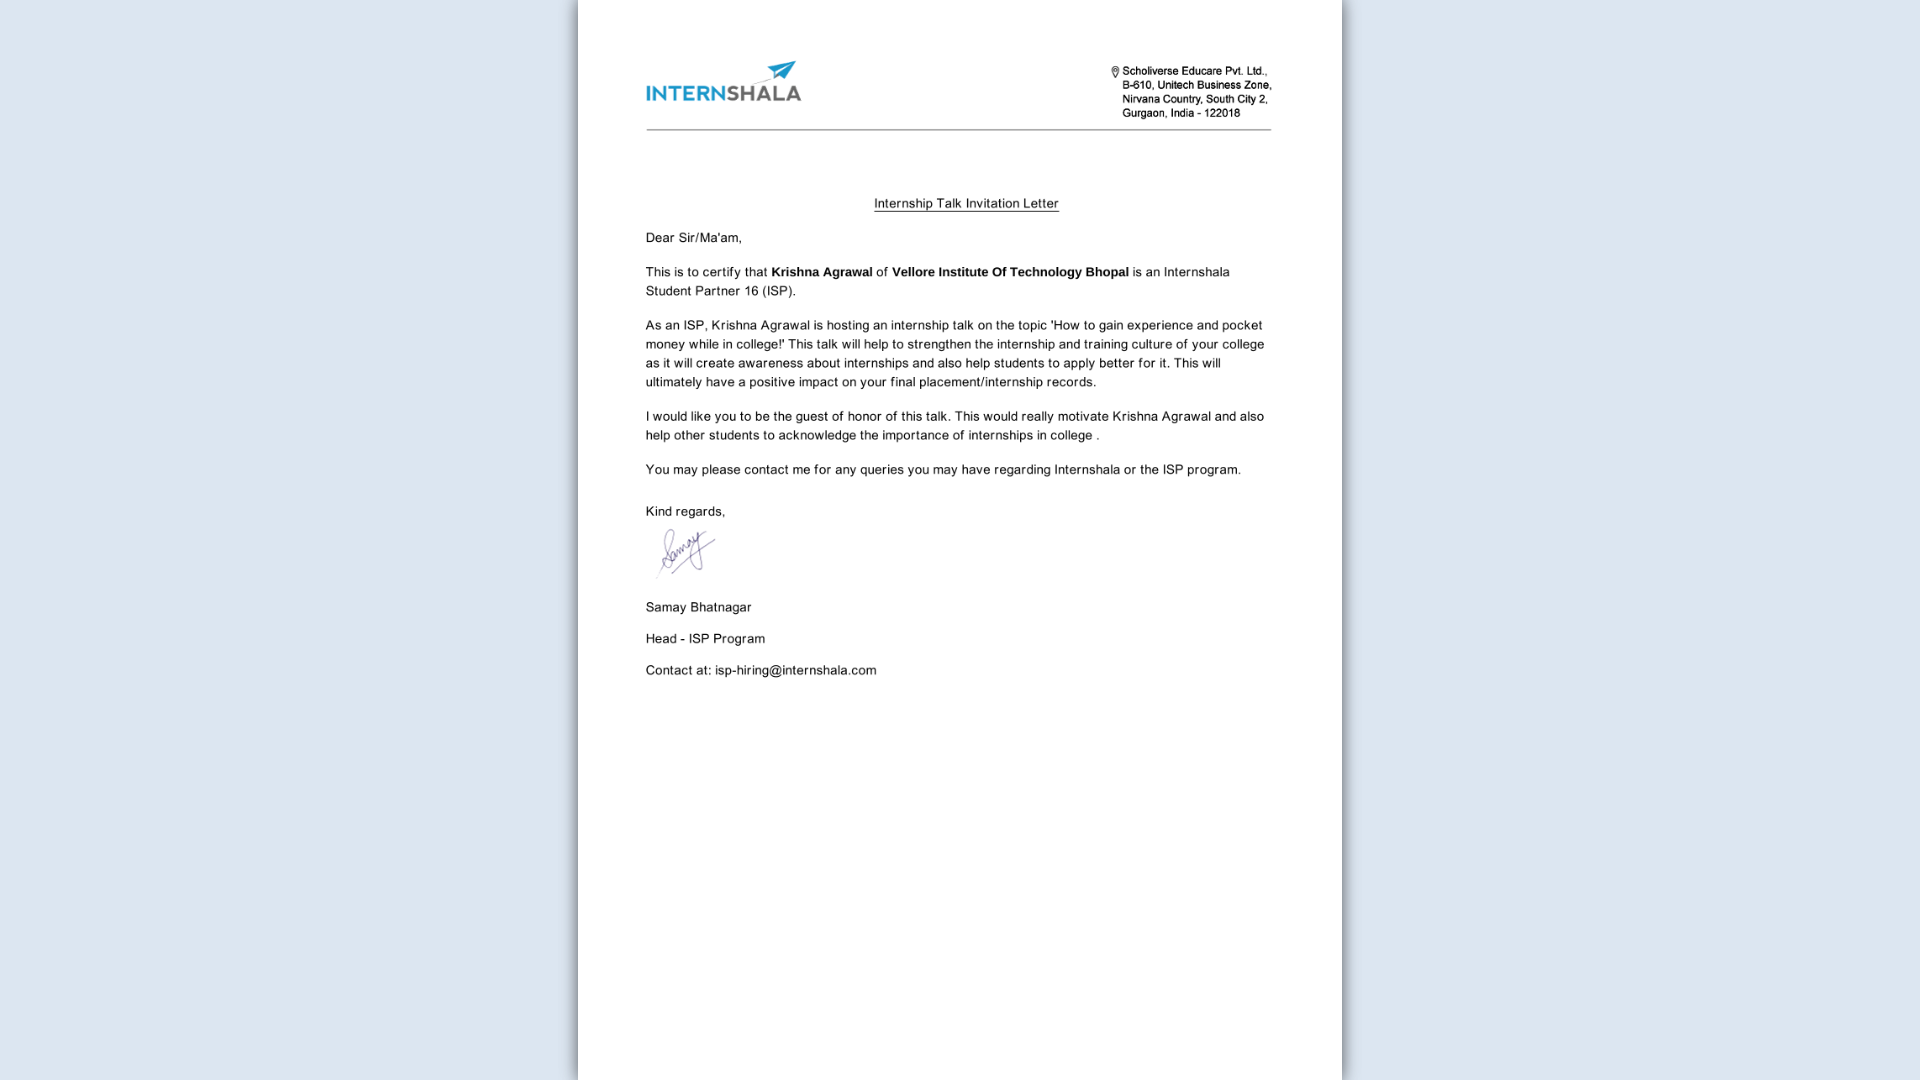 INTERNSHALA
Scholiverse Educare Pvt. Ltd.,
B-610, Unitech Business Zone,
Nirvana Country, South City 2,
Gurgaon, India - 122018
Internship Talk Invitation Letter
Dear Sir/Ma'am,
This is to certify that Krishna Agrawal of Vellore Institute Of Technology Bhopal is an Internshala
Student Partner 16 (ISP).
As an ISP, Krishna Agrawal is hosting an internship talk on the topic 'How to gain experience and pocket
money while in college!' This talk will help to strengthen the internship and training culture of your college
as it will create awareness about internships and also help students to apply better for it. This will
ultimately have a positive impact on your final placement/internship records.
I would like you to be the guest of honor of this talk. This would really motivate Krishna Agrawal and also
help other students to acknowledge the importance of internships in college .
You may please contact me for any queries you may have regarding Internshala or the ISP program.
Kind regards,
Samay
Samay Bhatnagar
Head - ISP Program
Contact at: isp-hiring@internshala.com